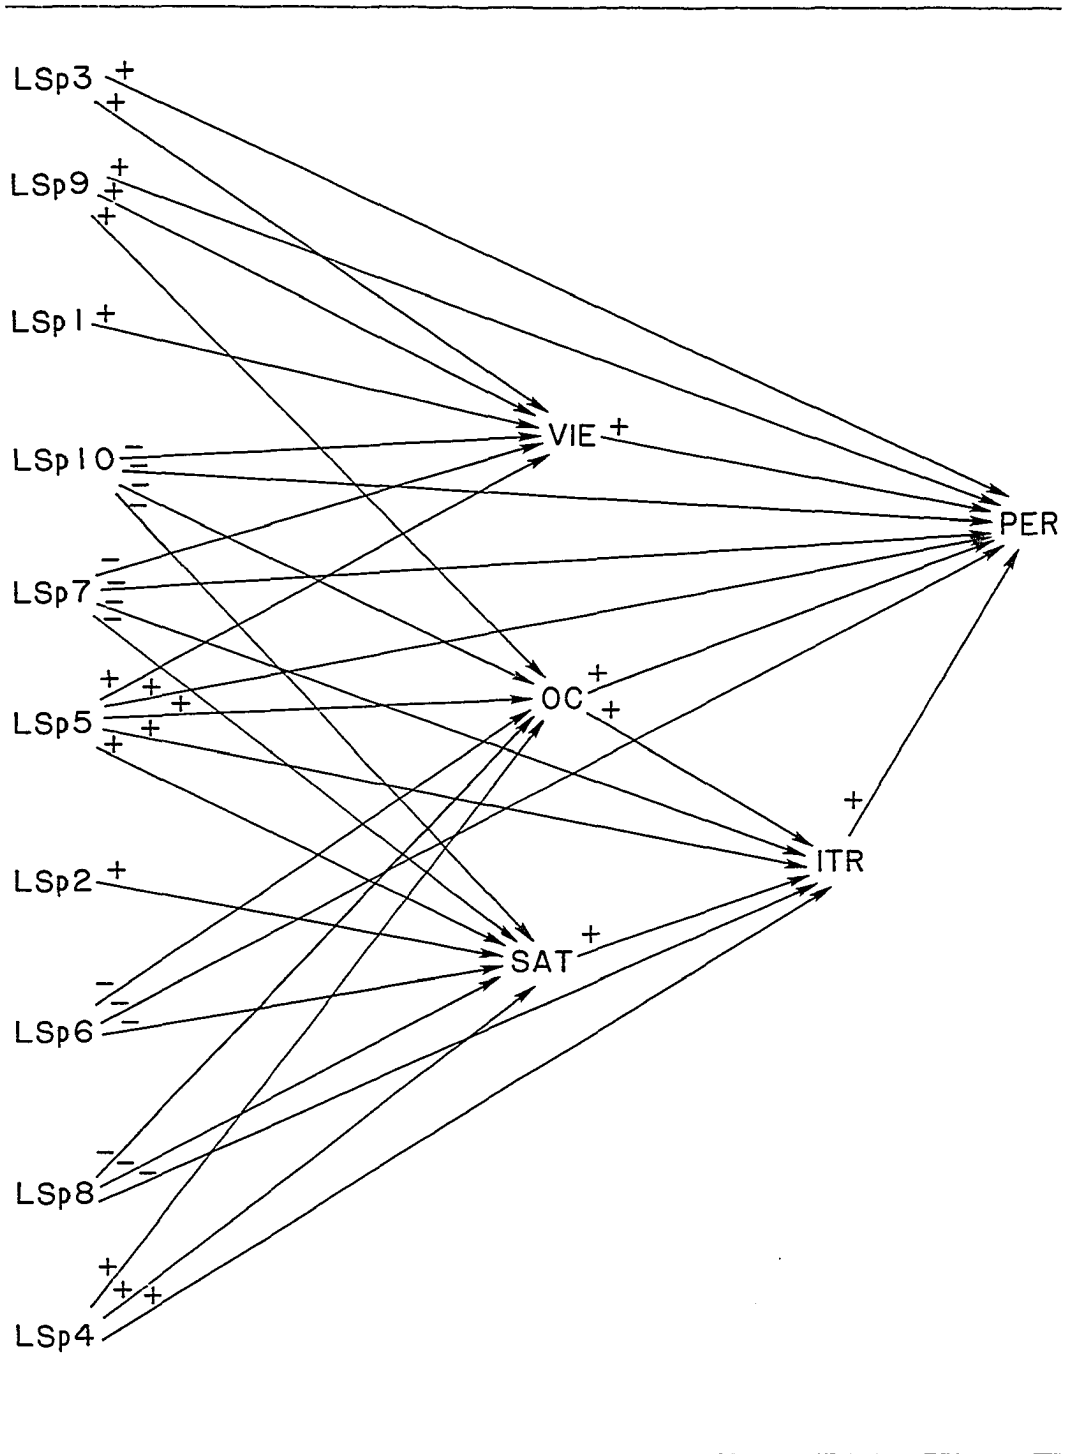 LSp3
+
+
LSp9
+
+
+
LSp1
+
LSp10
−
−
−
−
VIE
+
PER
LSp7
−
−
−
−
LSp5
+
+
+
+
+
OC
+
+
ITR
+
LSp2
+
SAT
+
LSp6
−
−
−
LSp8
−
−
−
LSp4
+
+
+